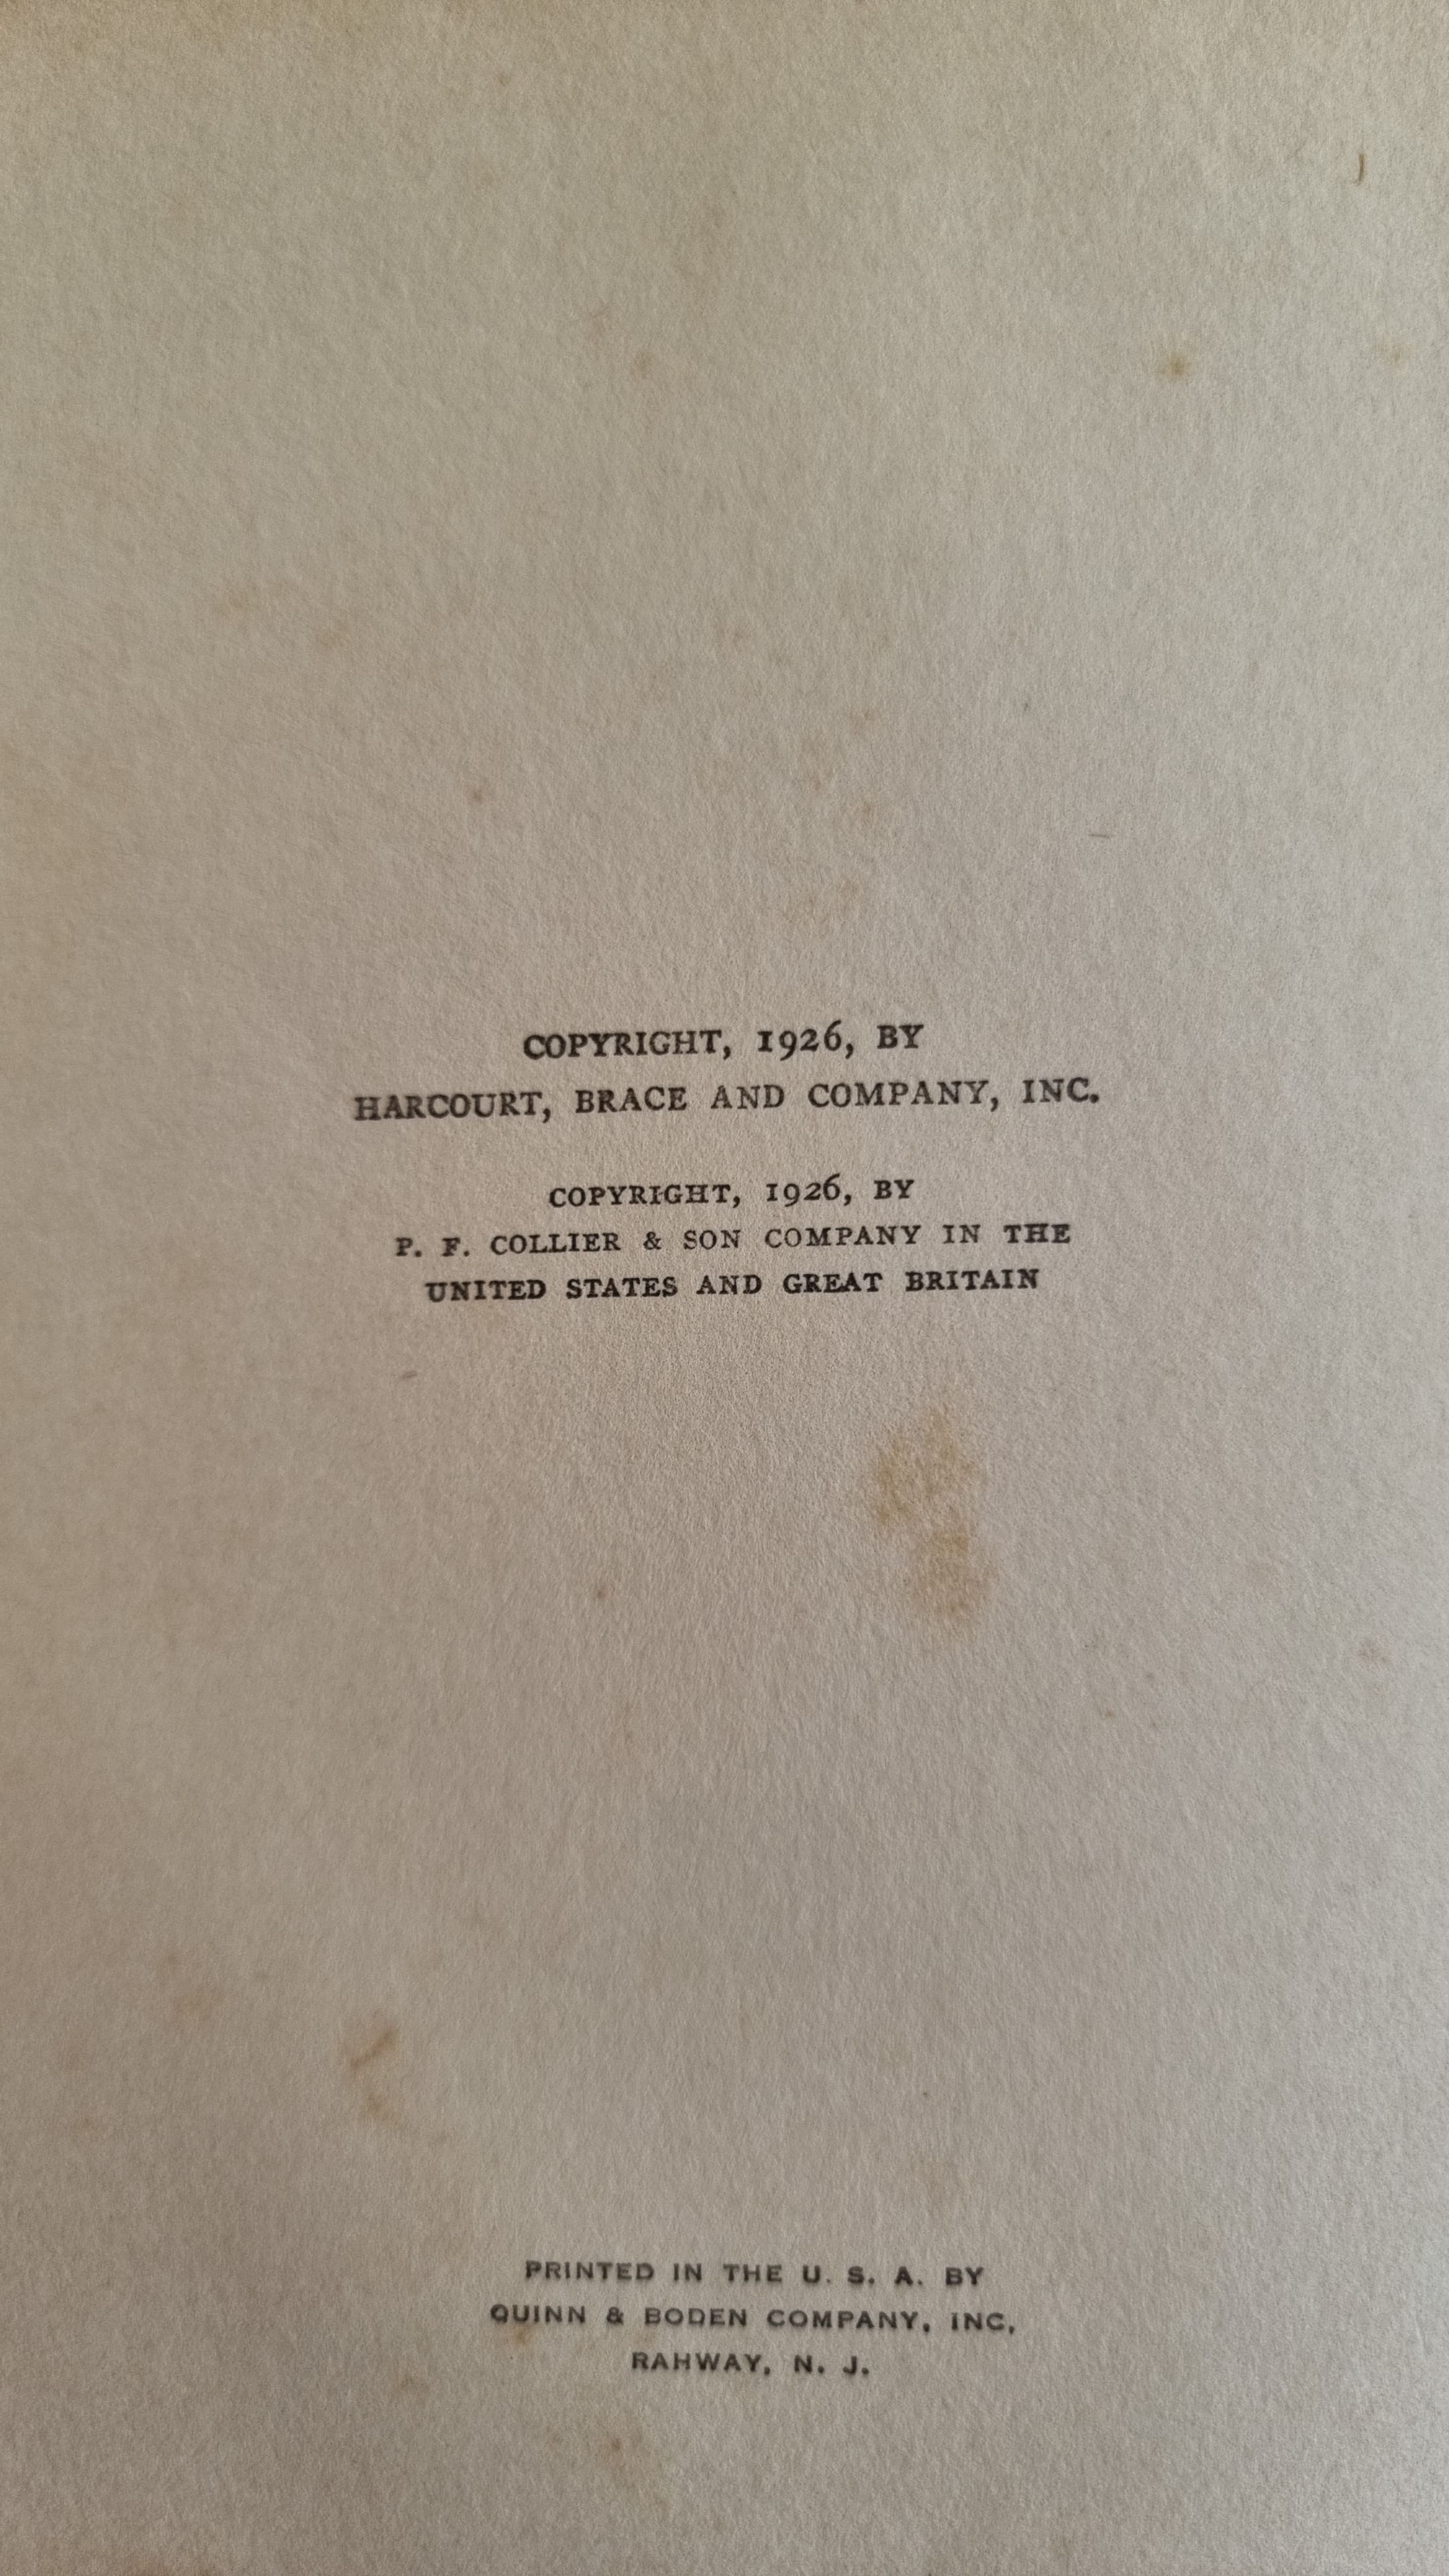 COPYRIGHT, 1926, BY
HARCOURT, BRACE AND COMPANY, INC.
COPYRIGHT, 1926, BY
P. F. COLLIER & SON COMPANY IN THE
UNITED STATES AND GREAT BRITAIN
PRINTED IN THE U. S. A. BY
QUINN & BODEN COMPANY, INC.
RAHWAY, N. J.